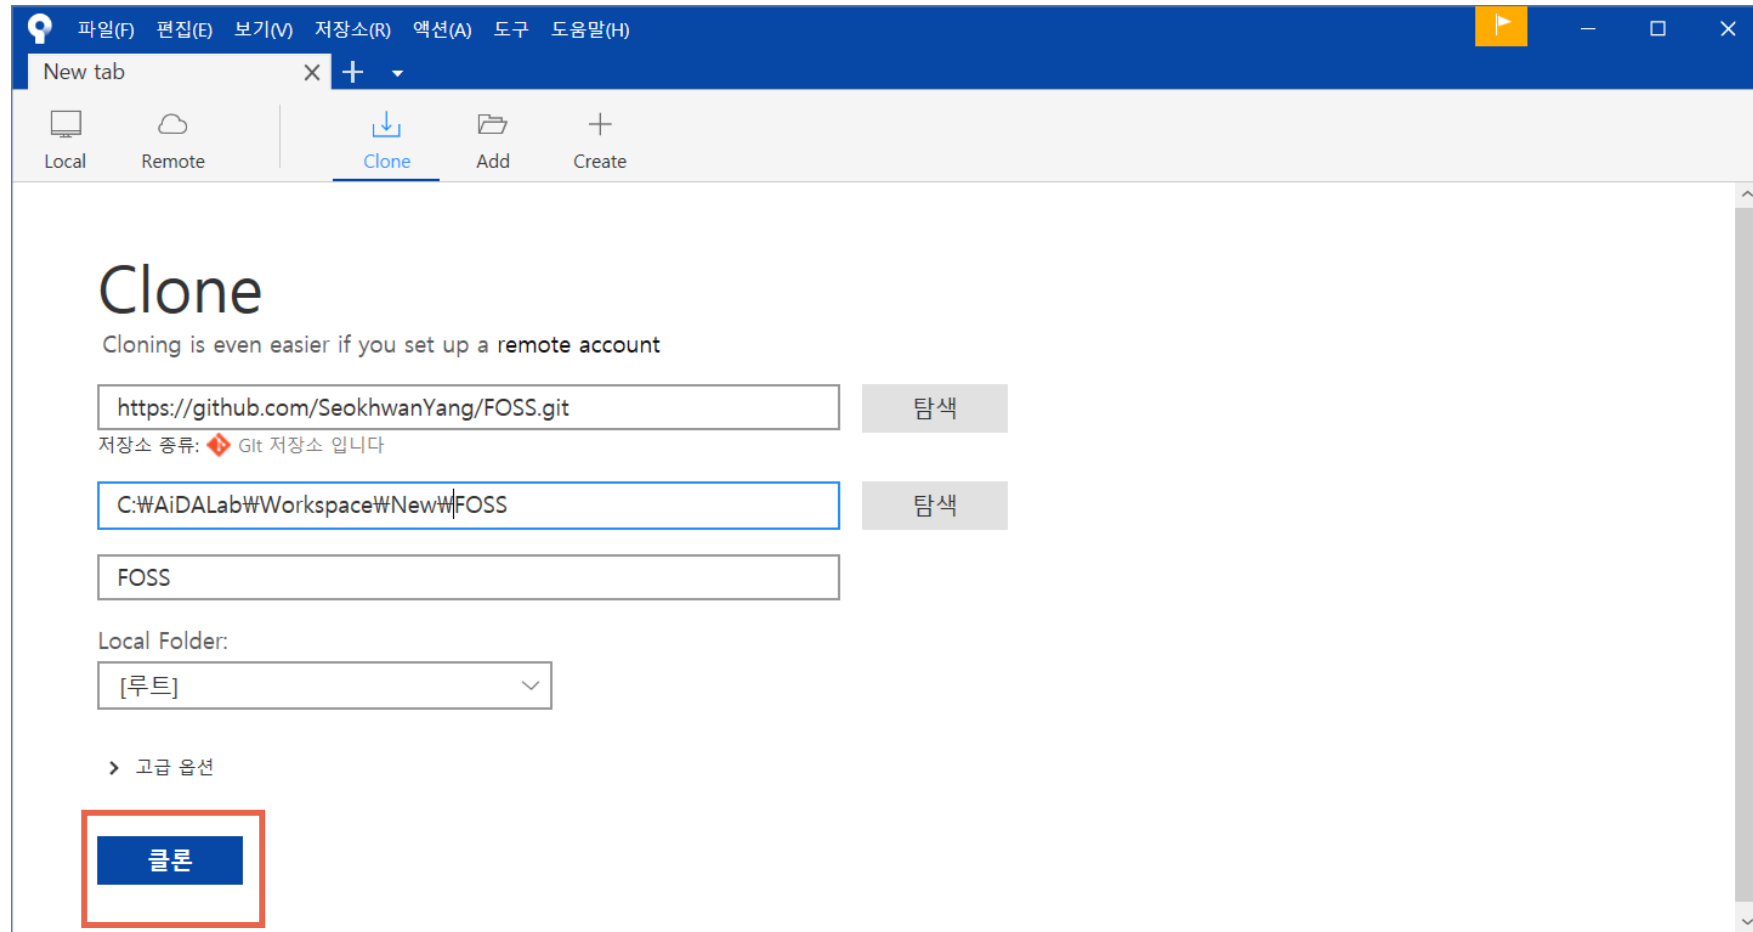 파일(F) 편집(E) 보기(V) 저장소(R) 액션(A) 도구 도움말(H)
New tab
Local Remote Clone Add Create
Clone
Cloning is even easier if you set up a remote account
https://github.com/SeokhwanYang/FOSS.git 탐색
저장소 종류: GIt 저장소 입니다
C:₩AiDALab₩Workspace₩New₩FOSS 탐색
FOSS
Local Folder:
[루트]
고급 옵션
클론